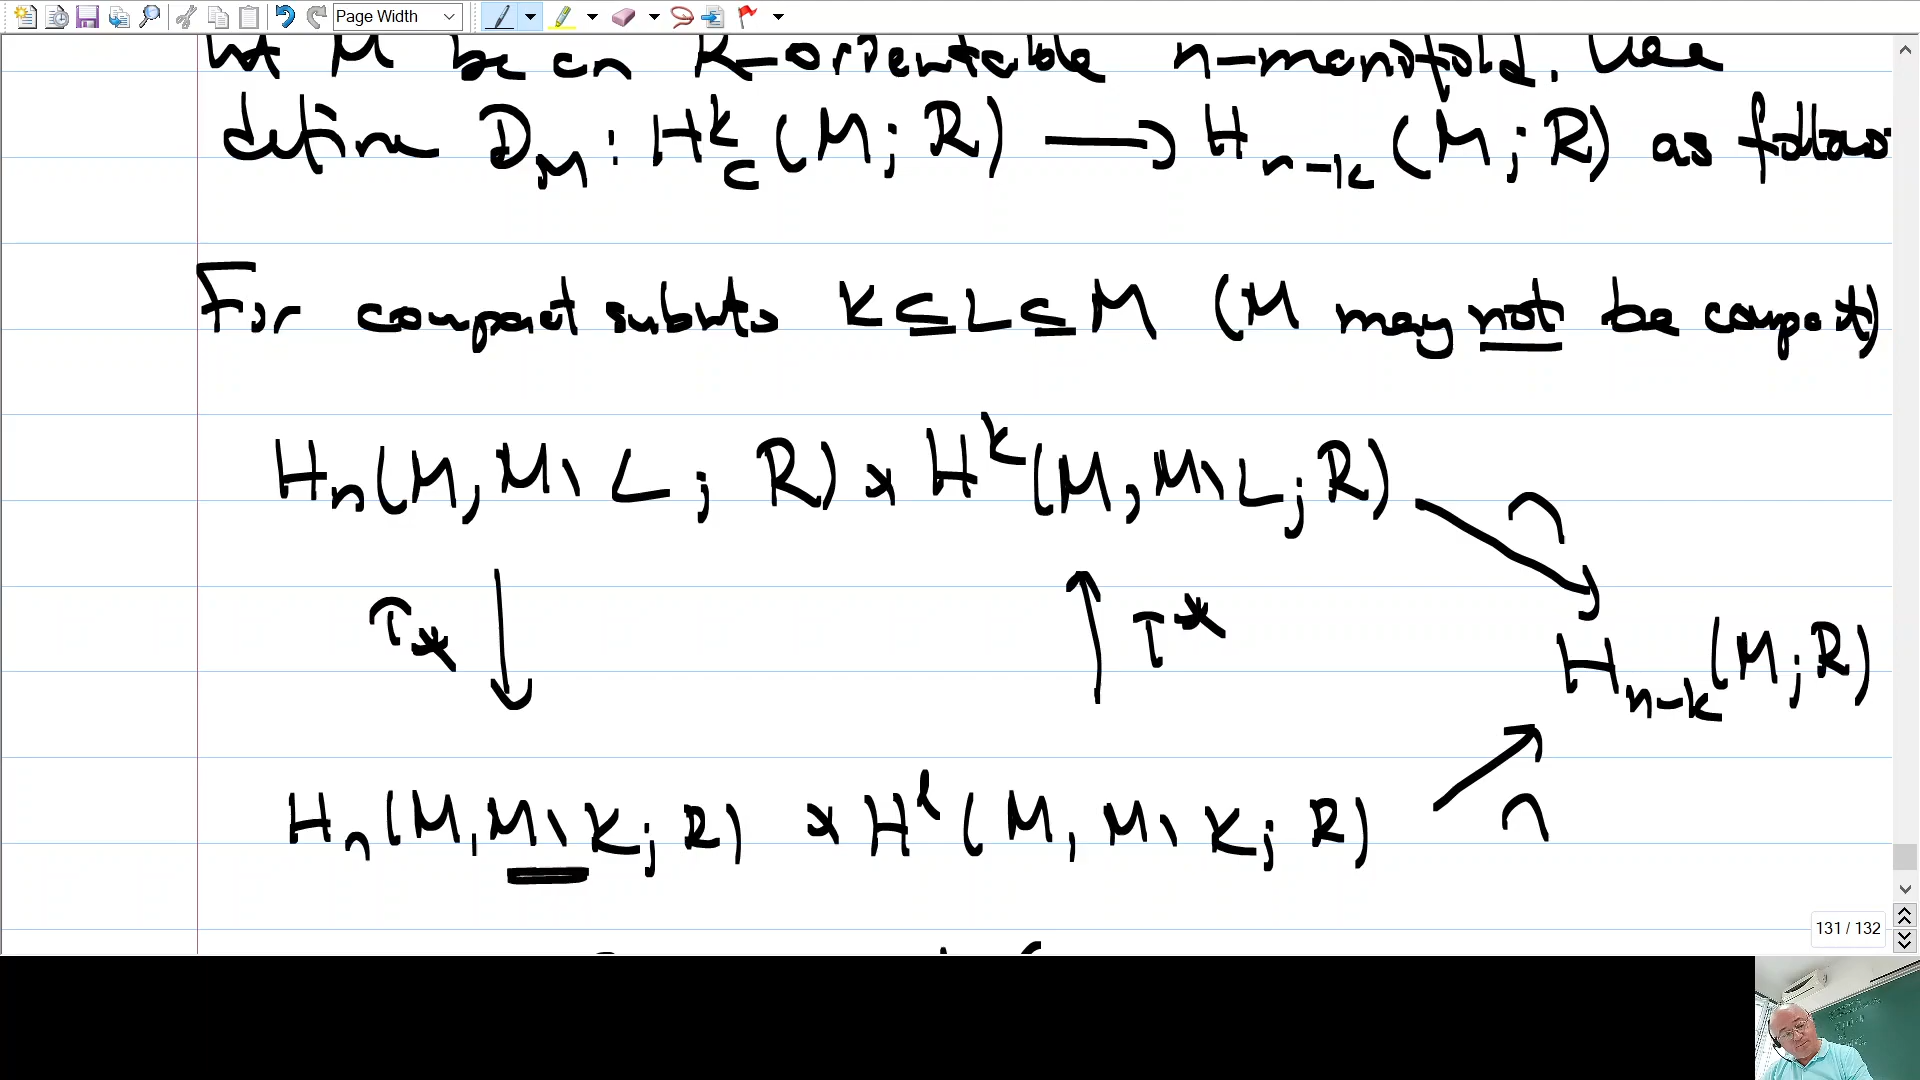 Page Width
Let M be an R-orientable n-manifold. We
define D_M : H^k_c (M; R) ⟶ H_{n-k} (M; R) as follows:
For compact subsets K ⊆ L ⊆ M (M may not be compact)
H_n(M, M\L; R) × H^k(M, M\L; R) ∩
i_* ↓ ↑ i^*
H_{n-k}(M; R)
H_n(M, M\K; R) × H^k(M, M\K; R) ∩
131 / 132